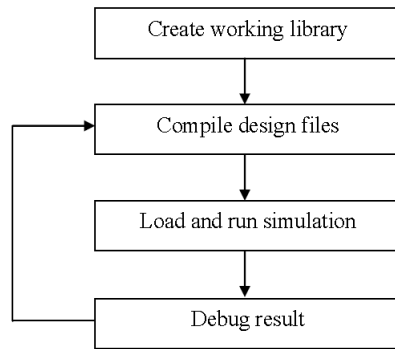 Create working library
Compile design files
Load and run simulation
Debug result